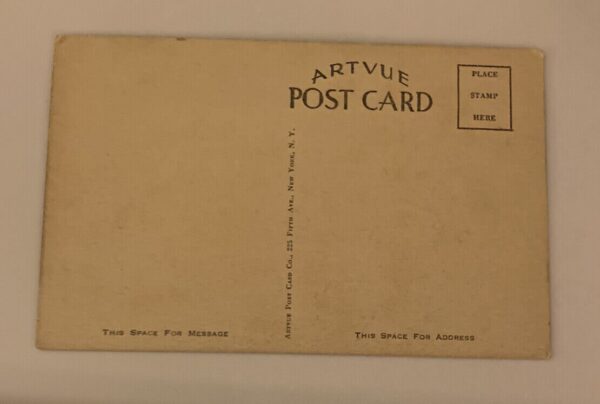 ARTVUE
POST CARD
PLACE
STAMP
HERE
ARTVUE POST CARD CO., 225 FIFTH AVE., NEW YORK, N. Y.
THIS SPACE FOR MESSAGE
THIS SPACE FOR ADDRESS